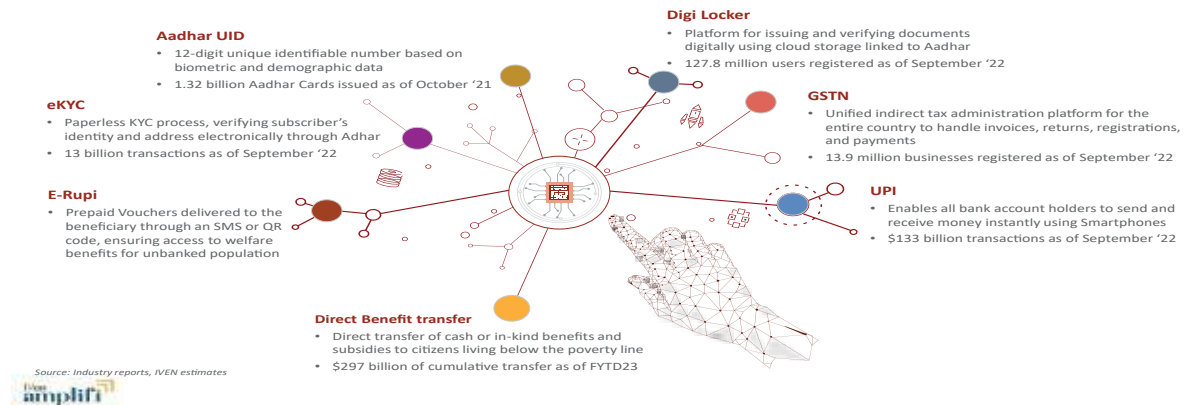 Aadhar UID
• 12-digit unique identifiable number based on
biometric and demographic data
• 1.32 billion Aadhar Cards issued as of October ‘21
eKYC
• Paperless KYC process, verifying subscriber’s
identity and address electronically through Adhar
• 13 billion transactions as of September ‘22
E-Rupi
• Prepaid Vouchers delivered to the
beneficiary through an SMS or QR
code, ensuring access to welfare
benefits for unbanked population
Direct Benefit transfer
• Direct transfer of cash or in-kind benefits and
subsidies to citizens living below the poverty line
• $297 billion of cumulative transfer as of FYTD23
Digi Locker
• Platform for issuing and verifying documents
digitally using cloud storage linked to Aadhar
• 127.8 million users registered as of September ‘22
GSTN
• Unified indirect tax administration platform for the
entire country to handle invoices, returns, registrations,
and payments
• 13.9 million businesses registered as of September ‘22
UPI
• Enables all bank account holders to send and
receive money instantly using Smartphones
• $133 billion transactions as of September ‘22
Source: Industry reports, IVEN estimates
amplifi